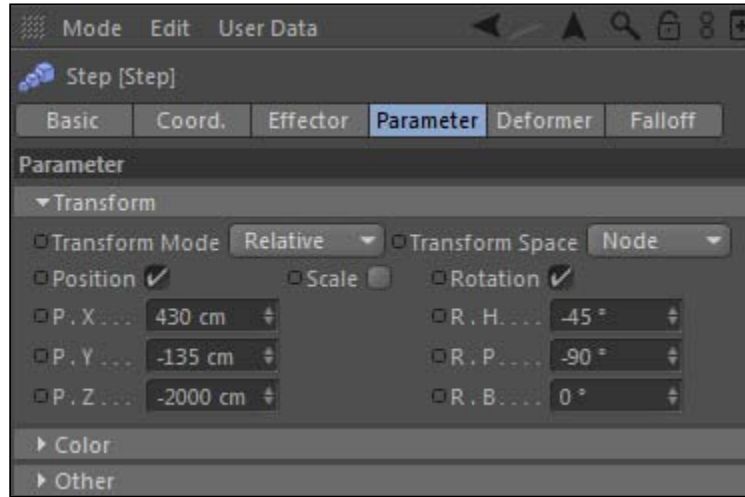 Mode Edit User Data
Step [Step]
Basic Coord. Effector Parameter Deformer Falloff
Parameter
Transform
Transform Mode Relative Transform Space Node
Position Scale Rotation
P . X . . . 430 cm R . H. . . . -45 °
P . Y . . . -135 cm R . P. . . . -90 °
P . Z . . . -2000 cm R . B. . . . 0 °
Color
Other